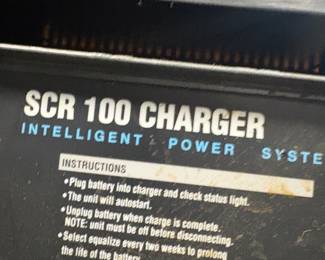 SCR 100 CHARGER
INTELLIGENT POWER SYSTE
INSTRUCTIONS
•Plug battery into charger and check status light.
•The unit will autostart.
•Unplug battery when charge is complete.
NOTE: unit must be off before disconnecting.
•Select equalize every two weeks to prolong
the life of the battery